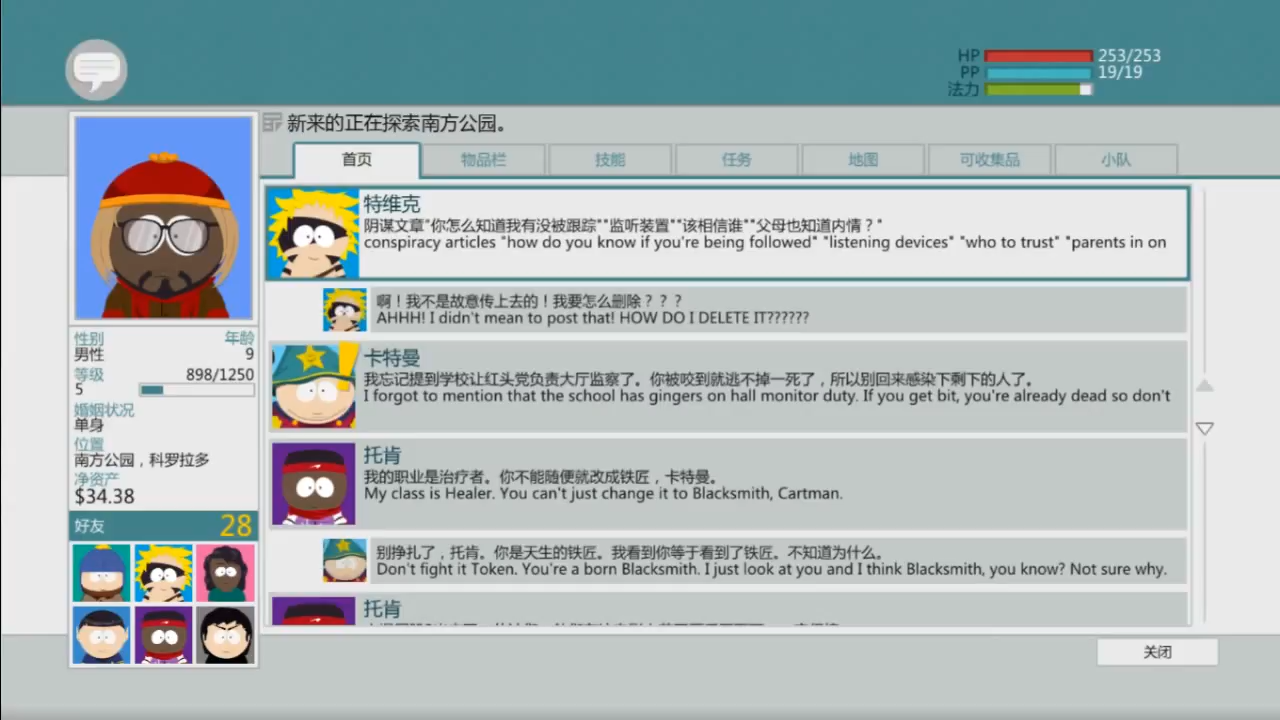 HP 253/253
PP 19/19
法力
新来的正在探索南方公园。
首页 物品栏 技能 任务 地图 可收集品 小队
性别 年龄
男性 9
等级 898/1250
5
婚姻状况
单身
位置
南方公园，科罗拉多
净资产
$34.38
好友 28
特维克
阴谋文章"你怎么知道我有没被跟踪""监听装置""该相信谁""父母也知道内情？"
conspiracy articles "how do you know if you're being followed" "listening devices" "who to trust" "parents in on
啊！我不是故意传上去的！我要怎么删除？？？
AHHH! I didn't mean to post that! HOW DO I DELETE IT??????
卡特曼
我忘记提到学校让红头党负责大厅监察了。你被咬到就逃不掉一死了，所以别回来感染下剩下的人了。
I forgot to mention that the school has gingers on hall monitor duty. If you get bit, you're already dead so don't
托肯
我的职业是治疗者。你不能随便就改成铁匠，卡特曼。
My class is Healer. You can't just change it to Blacksmith, Cartman.
别挣扎了，托肯。你是天生的铁匠。我看到你等于看到了铁匠。不知道为什么。
Don't fight it Token. You're a born Blacksmith. I just look at you and I think Blacksmith, you know? Not sure why.
托肯
关闭